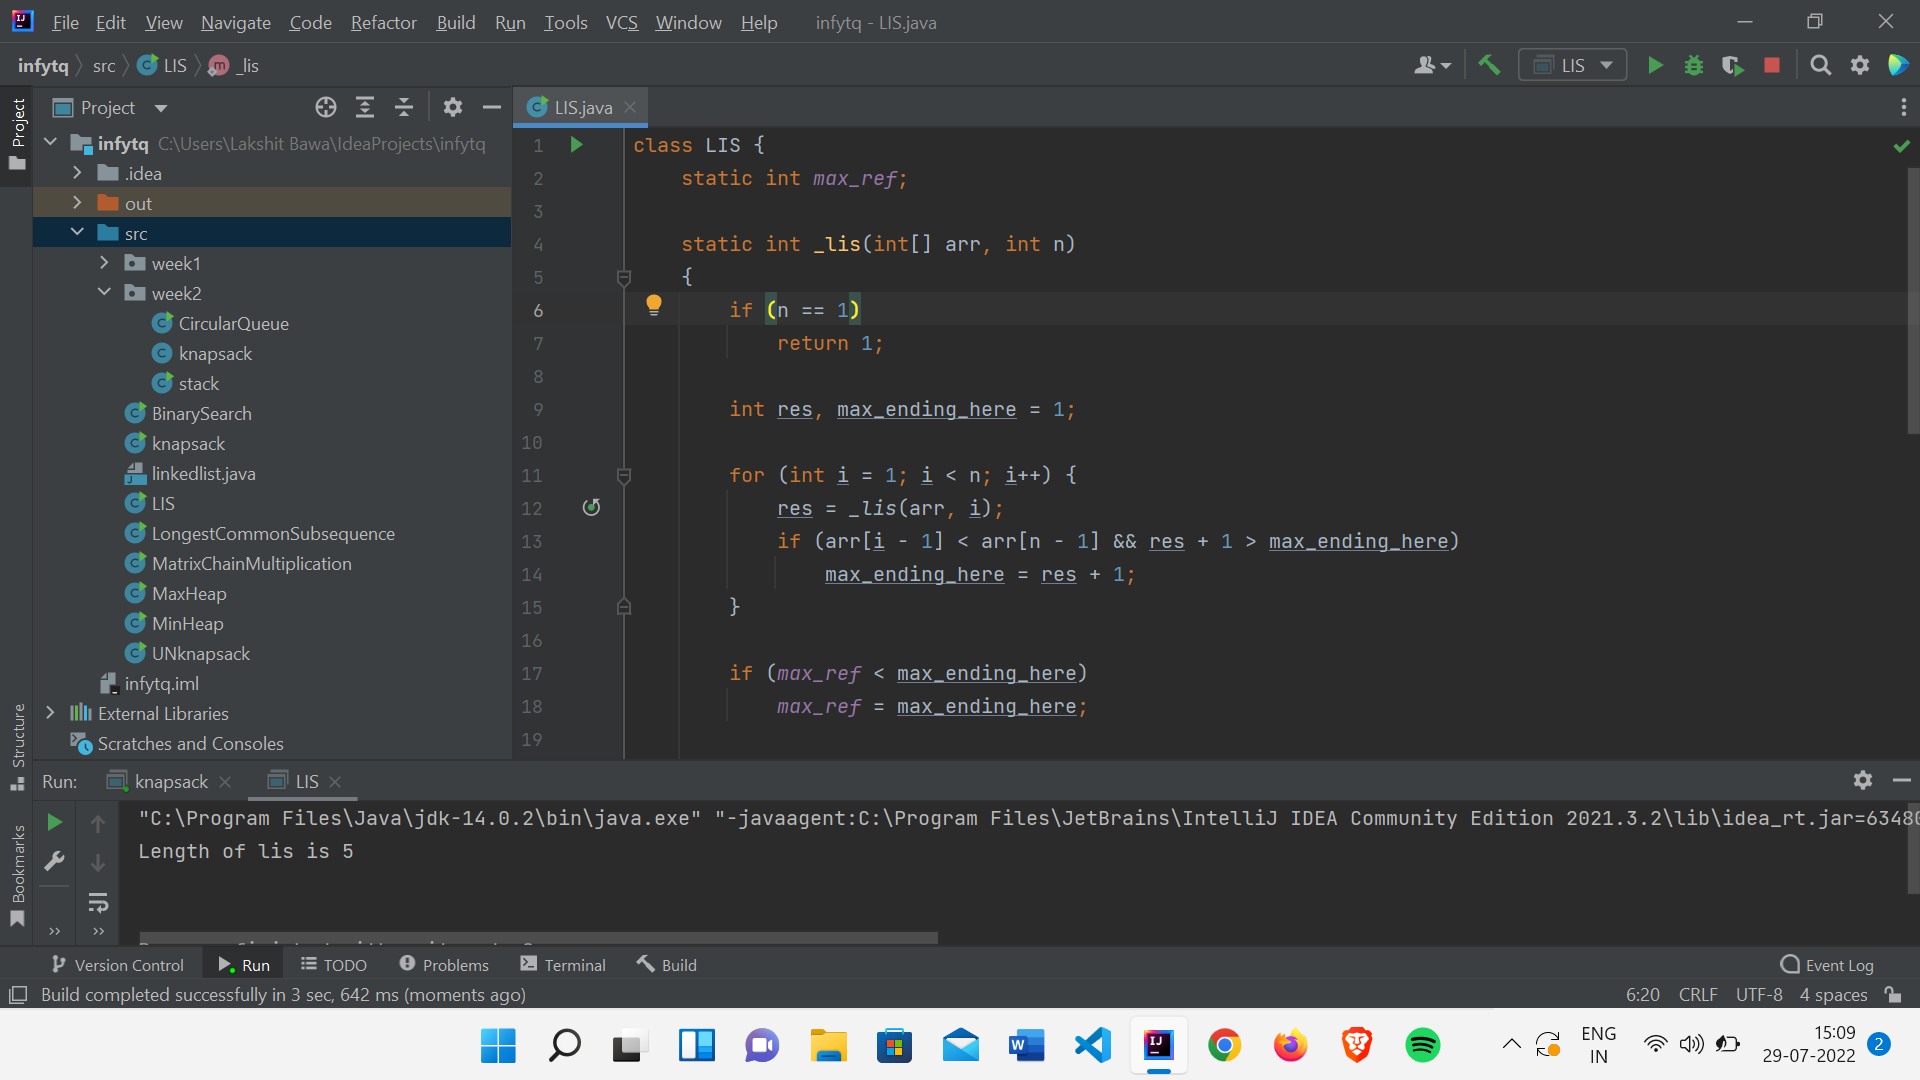 File Edit View Navigate Code Refactor Build Run Tools VCS Window Help infytq - LIS.java
infytq src LIS _lis
LIS
Project
Project
LIS.java
infytq C:\Users\Lakshit Bawa\IdeaProjects\infytq
.idea
out
src
week1
week2
CircularQueue
knapsack
stack
BinarySearch
knapsack
linkedlist.java
LIS
LongestCommonSubsequence
MatrixChainMultiplication
MaxHeap
MinHeap
UNknapsack
infytq.iml
External Libraries
Scratches and Consoles
Structure
Bookmarks
1 class LIS {
2 static int max_ref;
3
4 static int _lis(int[] arr, int n)
5 {
6 if (n == 1)
7 return 1;
8
9 int res, max_ending_here = 1;
10
11 for (int i = 1; i < n; i++) {
12 res = _lis(arr, i);
13 if (arr[i - 1] < arr[n - 1] && res + 1 > max_ending_here)
14 max_ending_here = res + 1;
15 }
16
17 if (max_ref < max_ending_here)
18 max_ref = max_ending_here;
19
Run: knapsack LIS
"C:\Program Files\Java\jdk-14.0.2\bin\java.exe" "-javaagent:C:\Program Files\JetBrains\IntelliJ IDEA Community Edition 2021.3.2\lib\idea_rt.jar=63480
Length of lis is 5
Version Control Run TODO Problems Terminal Build Event Log
Build completed successfully in 3 sec, 642 ms (moments ago) 6:20 CRLF UTF-8 4 spaces
ENG
IN
15:09
29-07-2022
2